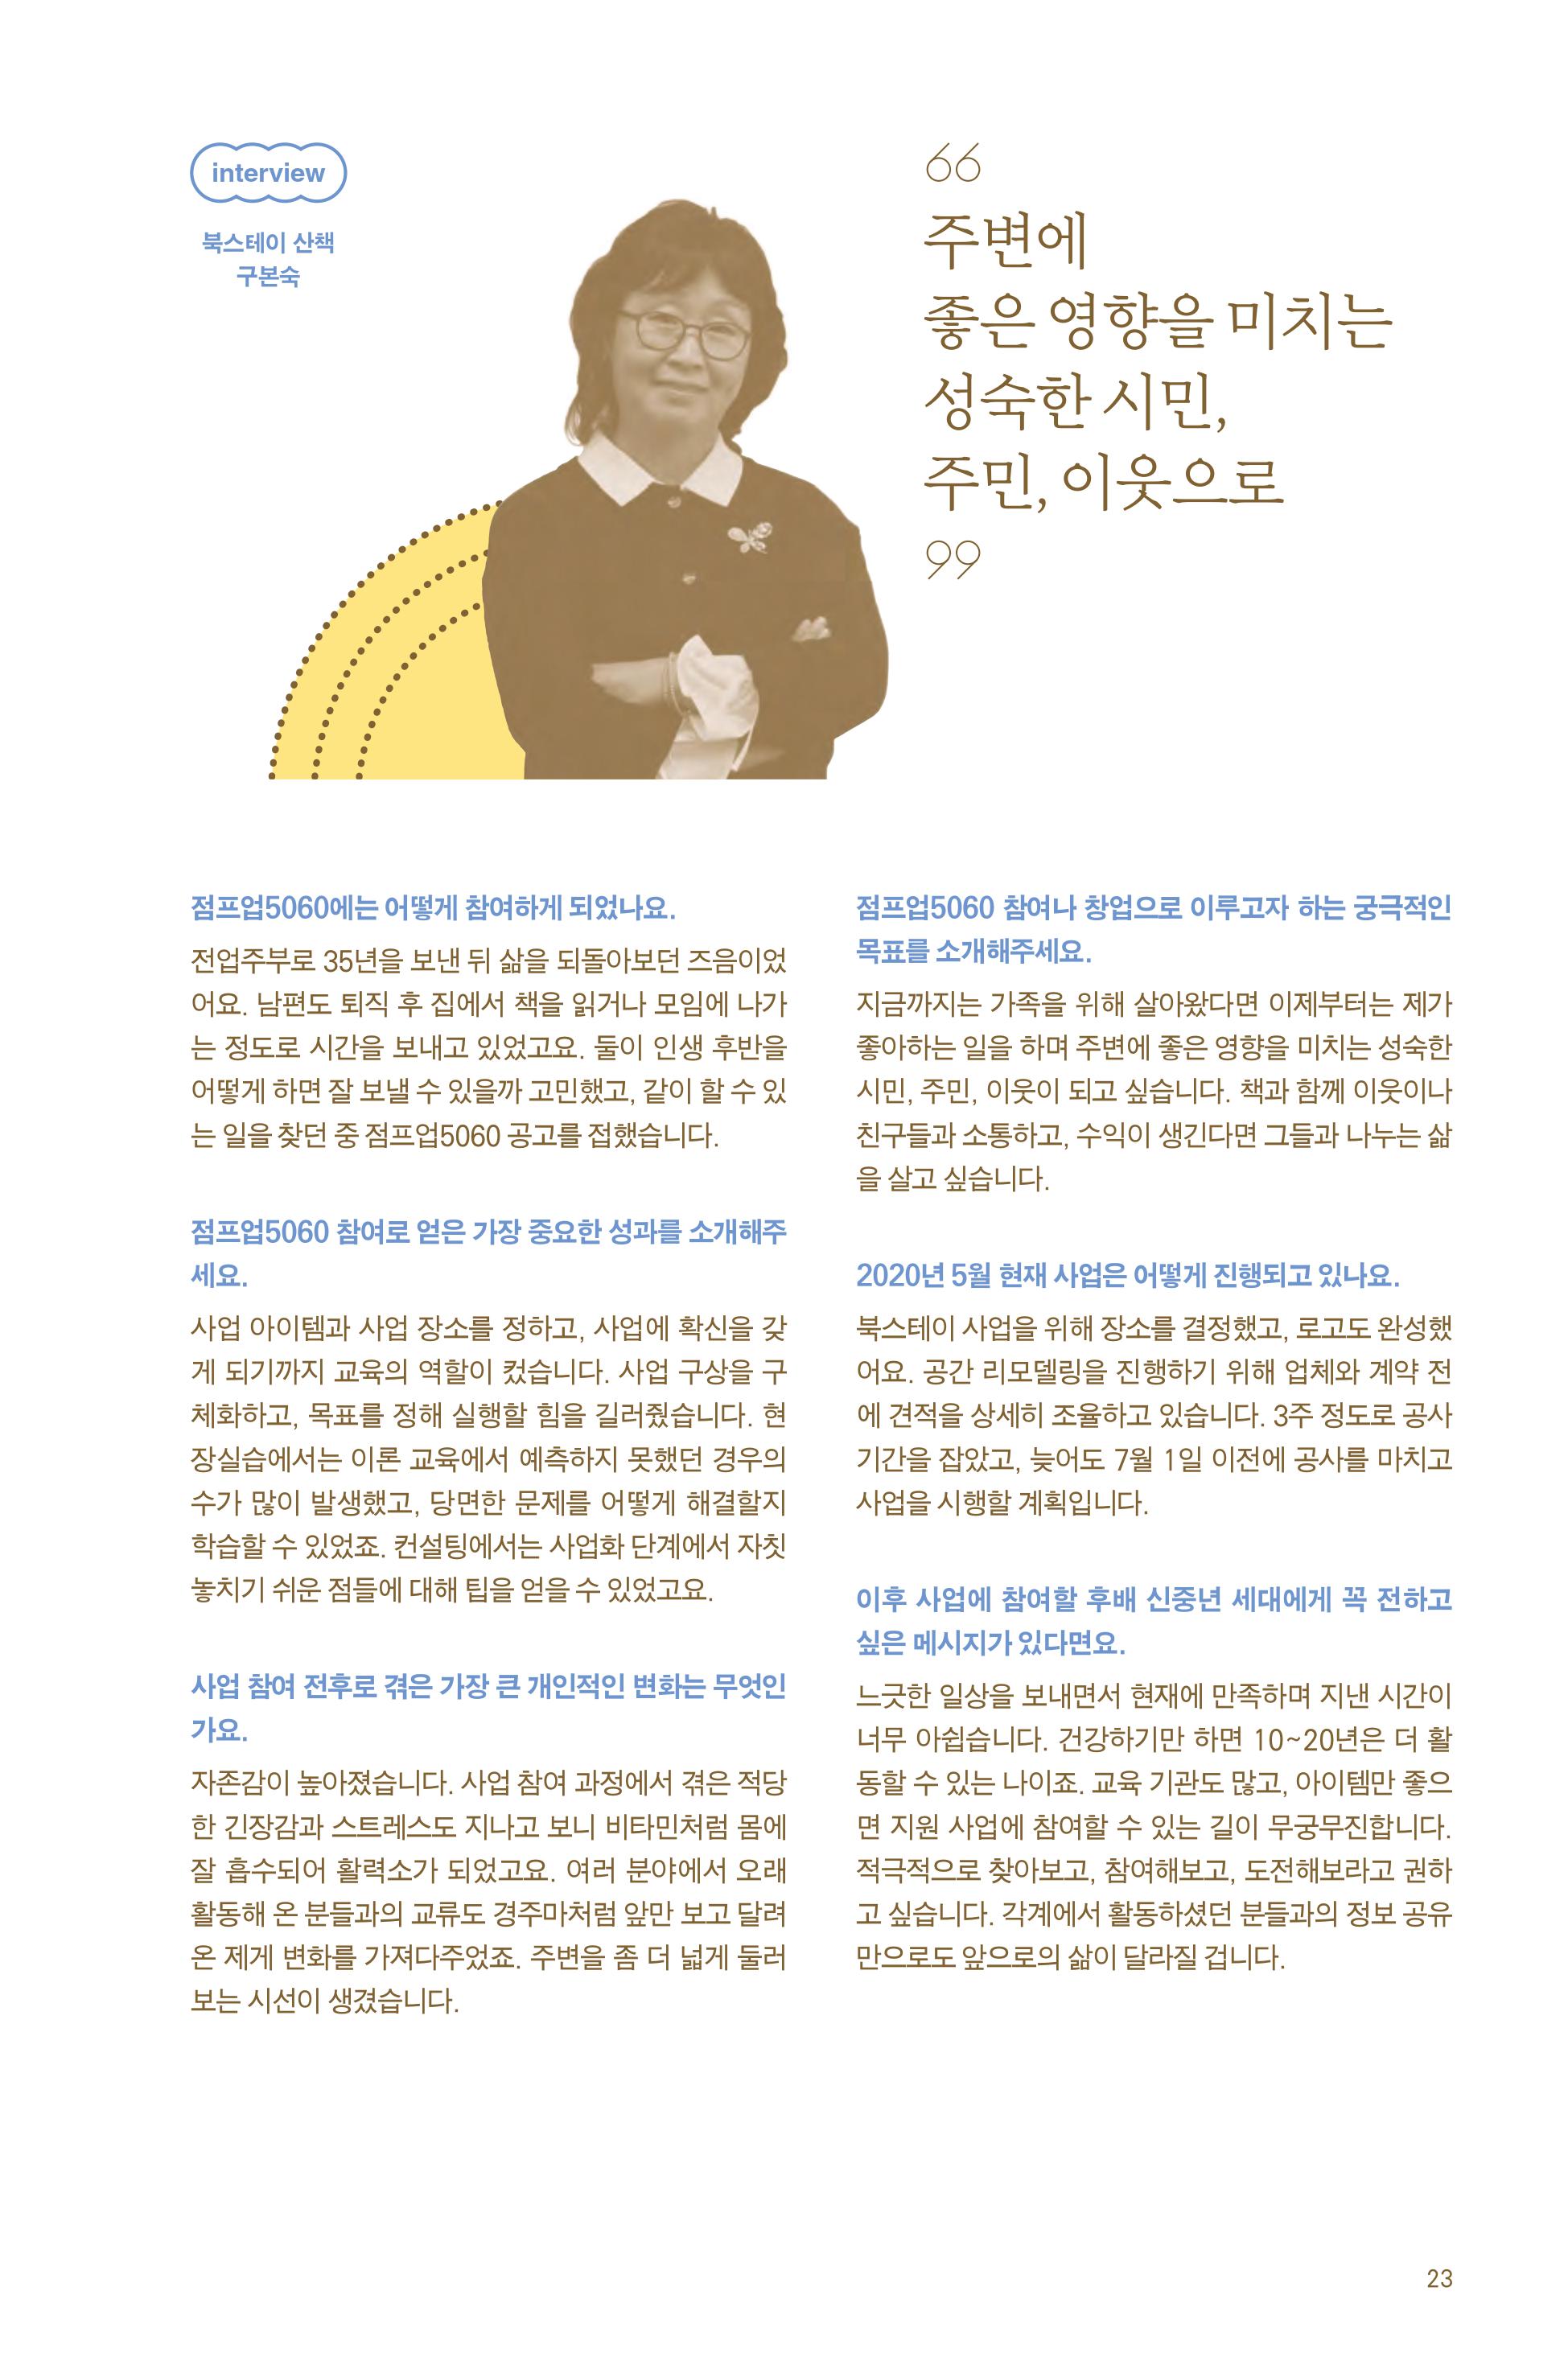 interview
북스테이 산책
구본숙
“
주변에
좋은 영향을 미치는
성숙한 시민,
주민, 이웃으로
”
점프업5060에는 어떻게 참여하게 되었나요.
전업주부로 35년을 보낸 뒤 삶을 되돌아보던 즈음이었
어요. 남편도 퇴직 후 집에서 책을 읽거나 모임에 나가
는 정도로 시간을 보내고 있었고요. 둘이 인생 후반을
어떻게 하면 잘 보낼 수 있을까 고민했고, 같이 할 수 있
는 일을 찾던 중 점프업5060 공고를 접했습니다.
점프업5060 참여로 얻은 가장 중요한 성과를 소개해주
세요.
사업 아이템과 사업 장소를 정하고, 사업에 확신을 갖
게 되기까지 교육의 역할이 컸습니다. 사업 구상을 구
체화하고, 목표를 정해 실행할 힘을 길러줬습니다. 현
장실습에서는 이론 교육에서 예측하지 못했던 경우의
수가 많이 발생했고, 당면한 문제를 어떻게 해결할지
학습할 수 있었죠. 컨설팅에서는 사업화 단계에서 자칫
놓치기 쉬운 점들에 대해 팁을 얻을 수 있었고요.
사업 참여 전후로 겪은 가장 큰 개인적인 변화는 무엇인
가요.
자존감이 높아졌습니다. 사업 참여 과정에서 겪은 적당
한 긴장감과 스트레스도 지나고 보니 비타민처럼 몸에
잘 흡수되어 활력소가 되었고요. 여러 분야에서 오래
활동해 온 분들과의 교류도 경주마처럼 앞만 보고 달려
온 제게 변화를 가져다주었죠. 주변을 좀 더 넓게 둘러
보는 시선이 생겼습니다.
점프업5060 참여나 창업으로 이루고자 하는 궁극적인
목표를 소개해주세요.
지금까지는 가족을 위해 살아왔다면 이제부터는 제가
좋아하는 일을 하며 주변에 좋은 영향을 미치는 성숙한
시민, 주민, 이웃이 되고 싶습니다. 책과 함께 이웃이나
친구들과 소통하고, 수익이 생긴다면 그들과 나누는 삶
을 살고 싶습니다.
2020년 5월 현재 사업은 어떻게 진행되고 있나요.
북스테이 사업을 위해 장소를 결정했고, 로고도 완성했
어요. 공간 리모델링을 진행하기 위해 업체와 계약 전
에 견적을 상세히 조율하고 있습니다. 3주 정도로 공사
기간을 잡았고, 늦어도 7월 1일 이전에 공사를 마치고
사업을 시행할 계획입니다.
이후 사업에 참여할 후배 신중년 세대에게 꼭 전하고
싶은 메시지가 있다면요.
느긋한 일상을 보내면서 현재에 만족하며 지낸 시간이
너무 아쉽습니다. 건강하기만 하면 10~20년은 더 활
동할 수 있는 나이죠. 교육 기관도 많고, 아이템만 좋으
면 지원 사업에 참여할 수 있는 길이 무궁무진합니다.
적극적으로 찾아보고, 참여해보고, 도전해보라고 권하
고 싶습니다. 각계에서 활동하셨던 분들과의 정보 공유
만으로도 앞으로의 삶이 달라질 겁니다.
23